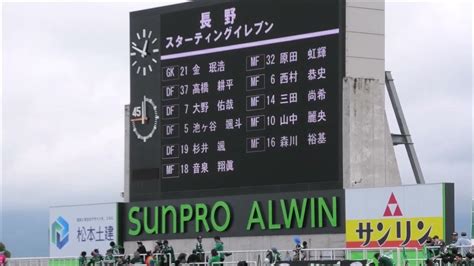 長野
スターティングイレブン
GK 21 金 珉浩
DF 37 高橋 耕平
DF 7 大野 佑哉
DF 5 池ヶ谷 颯斗
DF 19 杉井 颯
MF 18 音泉 翔眞
MF 32 原田 虹輝
MF 6 西村 恭史
MF 14 三田 尚希
MF 10 山中 麗央
MF 16 森川 裕基
45
SUNPRO ALWIN
松本土建
サンリン